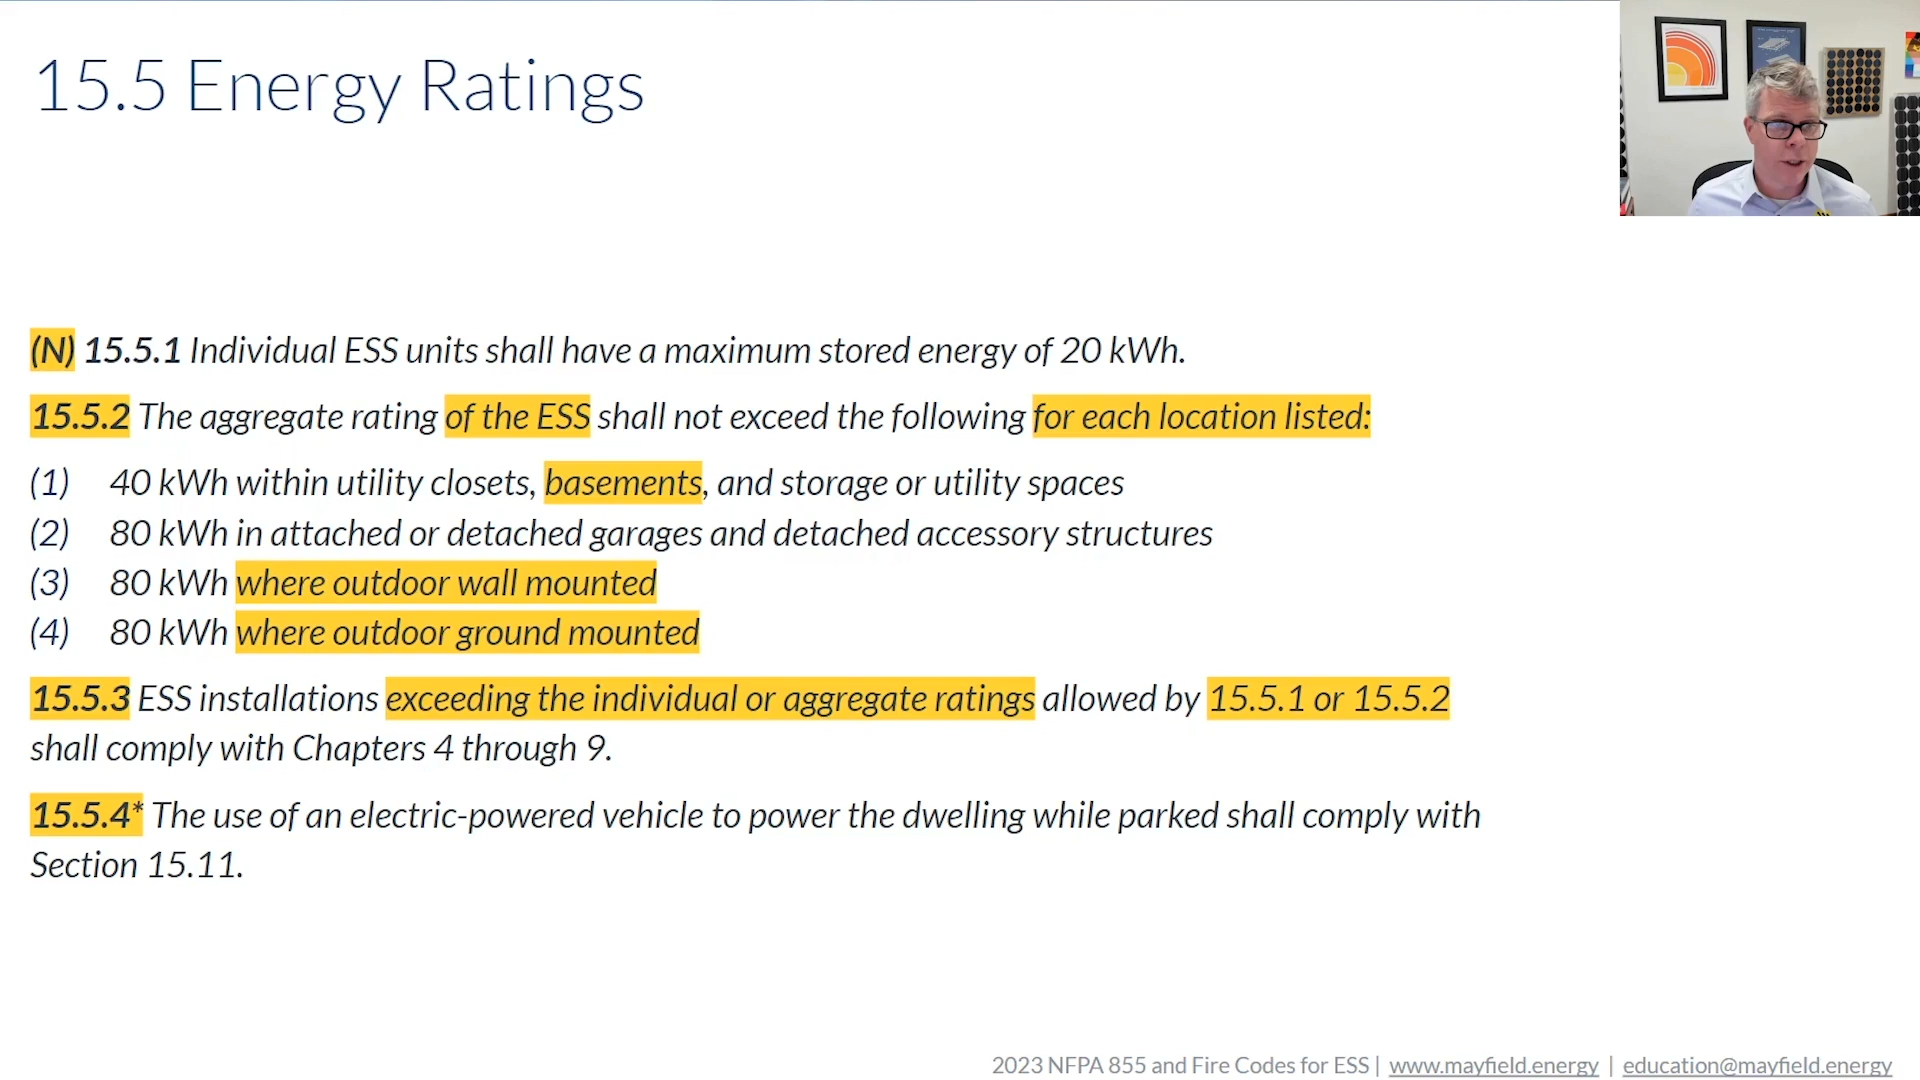 15.5 Energy Ratings
(N) 15.5.1 Individual ESS units shall have a maximum stored energy of 20 kWh.
15.5.2 The aggregate rating of the ESS shall not exceed the following for each location listed:
(1) 40 kWh within utility closets, basements, and storage or utility spaces
(2) 80 kWh in attached or detached garages and detached accessory structures
(3) 80 kWh where outdoor wall mounted
(4) 80 kWh where outdoor ground mounted
15.5.3 ESS installations exceeding the individual or aggregate ratings allowed by 15.5.1 or 15.5.2
shall comply with Chapters 4 through 9.
15.5.4* The use of an electric-powered vehicle to power the dwelling while parked shall comply with
Section 15.11.
2023 NFPA 855 and Fire Codes for ESS | www.mayfield.energy | education@mayfield.energy